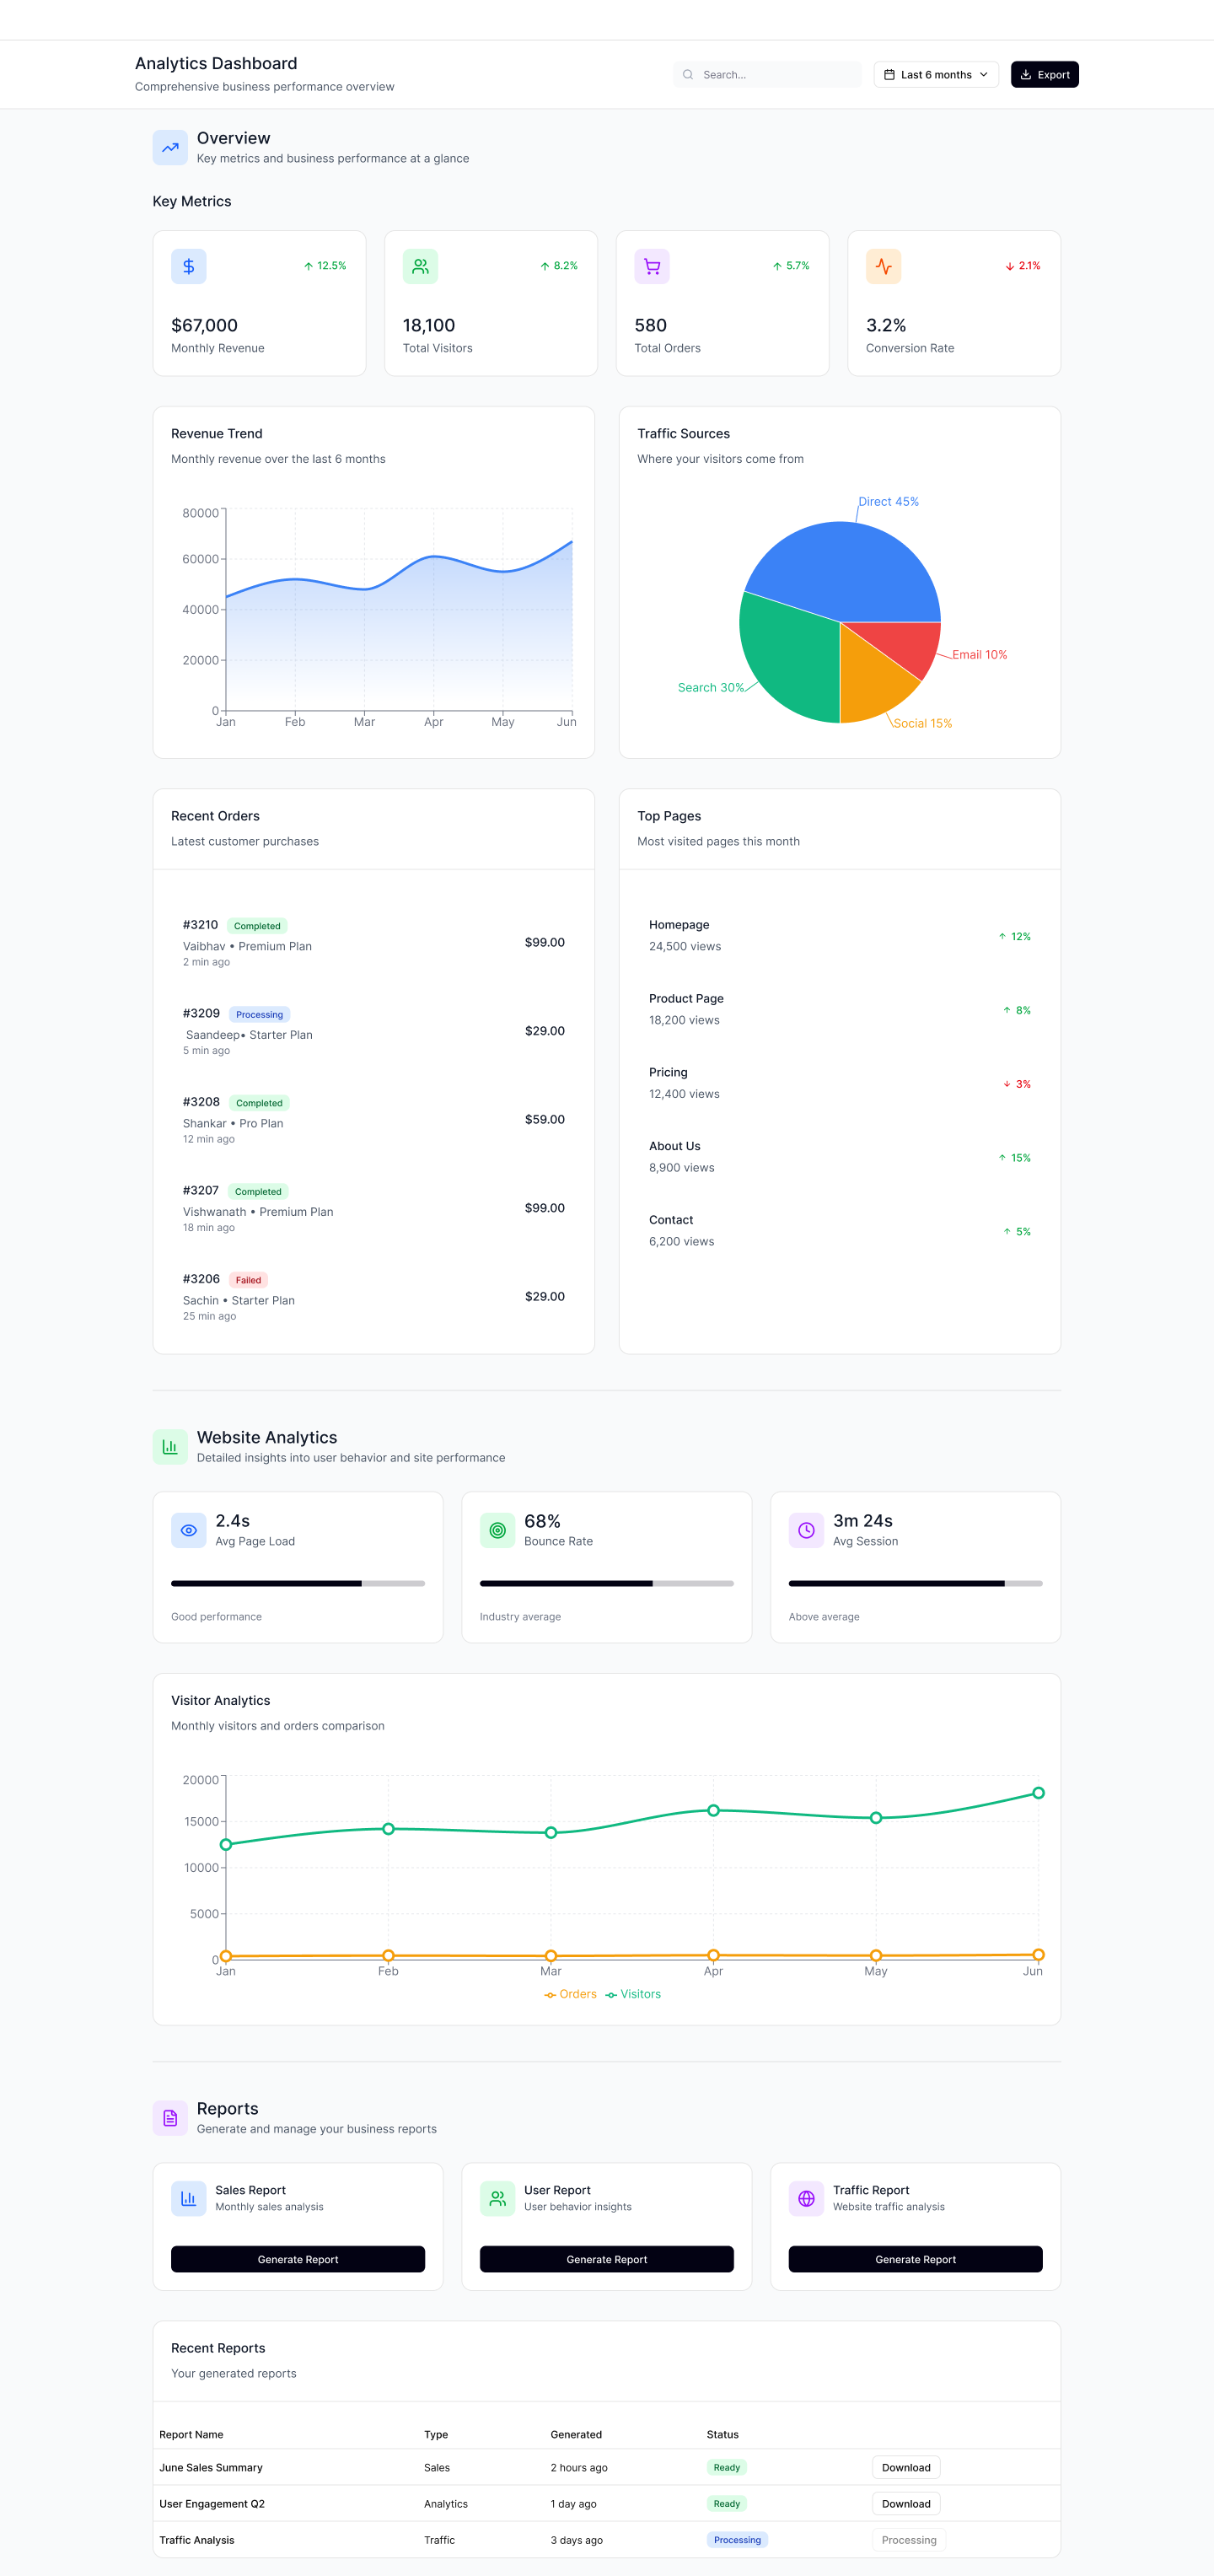 Analytics Dashboard
Comprehensive business performance overview
Search...
Last 6 months
Export
Overview
Key metrics and business performance at a glance
Key Metrics
12.5%
$67,000
Monthly Revenue
8.2%
18,100
Total Visitors
5.7%
580
Total Orders
2.1%
3.2%
Conversion Rate
Revenue Trend
Monthly revenue over the last 6 months
80000
60000
40000
20000
0
Jan Feb Mar Apr May Jun
Traffic Sources
Where your visitors come from
Direct 45%
Email 10%
Search 30%
Social 15%
Recent Orders
Latest customer purchases
#3210 Completed
Vaibhav • Premium Plan
2 min ago
$99.00
#3209 Processing
Saandeep• Starter Plan
5 min ago
$29.00
#3208 Completed
Shankar • Pro Plan
12 min ago
$59.00
#3207 Completed
Vishwanath • Premium Plan
18 min ago
$99.00
#3206 Failed
Sachin • Starter Plan
25 min ago
$29.00
Top Pages
Most visited pages this month
Homepage
24,500 views
12%
Product Page
18,200 views
8%
Pricing
12,400 views
3%
About Us
8,900 views
15%
Contact
6,200 views
5%
Website Analytics
Detailed insights into user behavior and site performance
2.4s
Avg Page Load
Good performance
68%
Bounce Rate
Industry average
3m 24s
Avg Session
Above average
Visitor Analytics
Monthly visitors and orders comparison
20000
15000
10000
5000
0
Jan Feb Mar Apr May Jun
Orders Visitors
Reports
Generate and manage your business reports
Sales Report
Monthly sales analysis
Generate Report
User Report
User behavior insights
Generate Report
Traffic Report
Website traffic analysis
Generate Report
Recent Reports
Your generated reports
Report Name Type Generated Status
June Sales Summary Sales 2 hours ago Ready Download
User Engagement Q2 Analytics 1 day ago Ready Download
Traffic Analysis Traffic 3 days ago Processing Processing